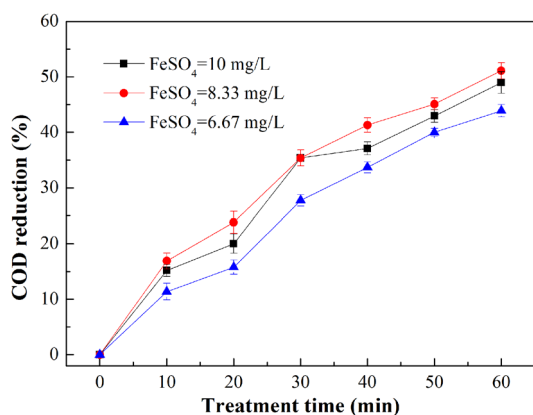 60
50
40
30
20
10
0
COD reduction (%)
FeSO₄=10 mg/L
FeSO₄=8.33 mg/L
FeSO₄=6.67 mg/L
0 10 20 30 40 50 60
Treatment time (min)